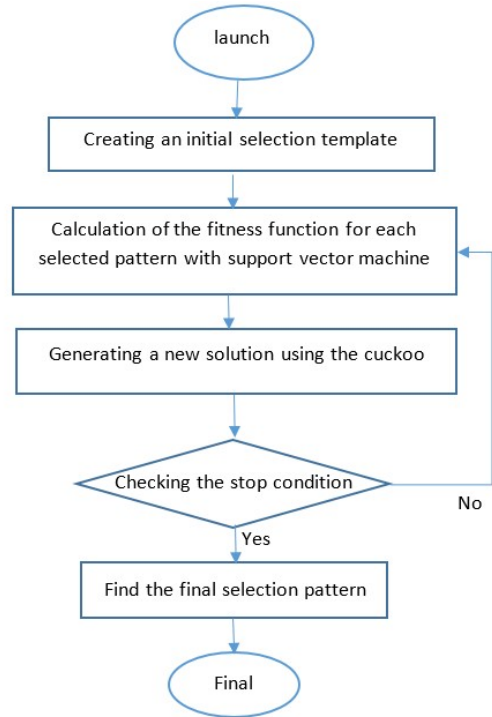 launch
Creating an initial selection template
Calculation of the fitness function for each
selected pattern with support vector machine
Generating a new solution using the cuckoo
Checking the stop condition
No
Yes
Find the final selection pattern
Final